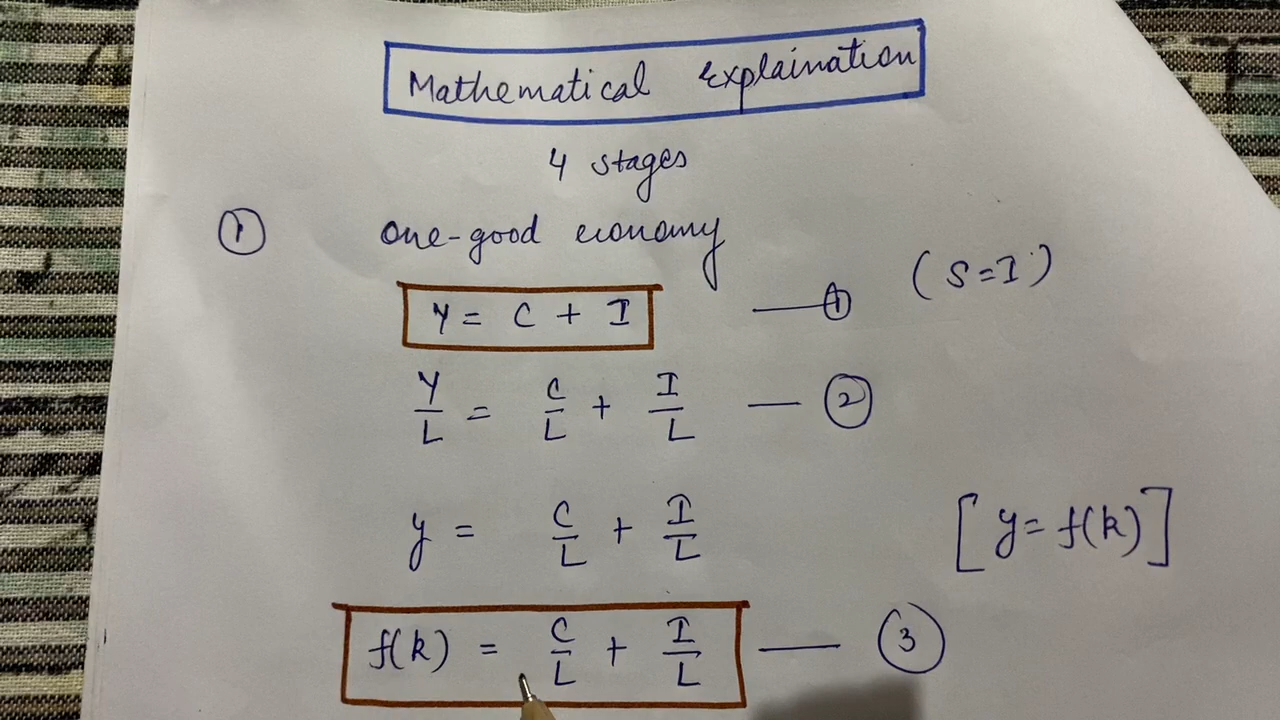 Mathematical Explaination
4 stages
① one-good economy
Y = C + I —① (S=I)
Y/L = C/L + I/L — ②
y = C/L + I/L [y=f(k)]
f(k) = C/L + I/L — ③